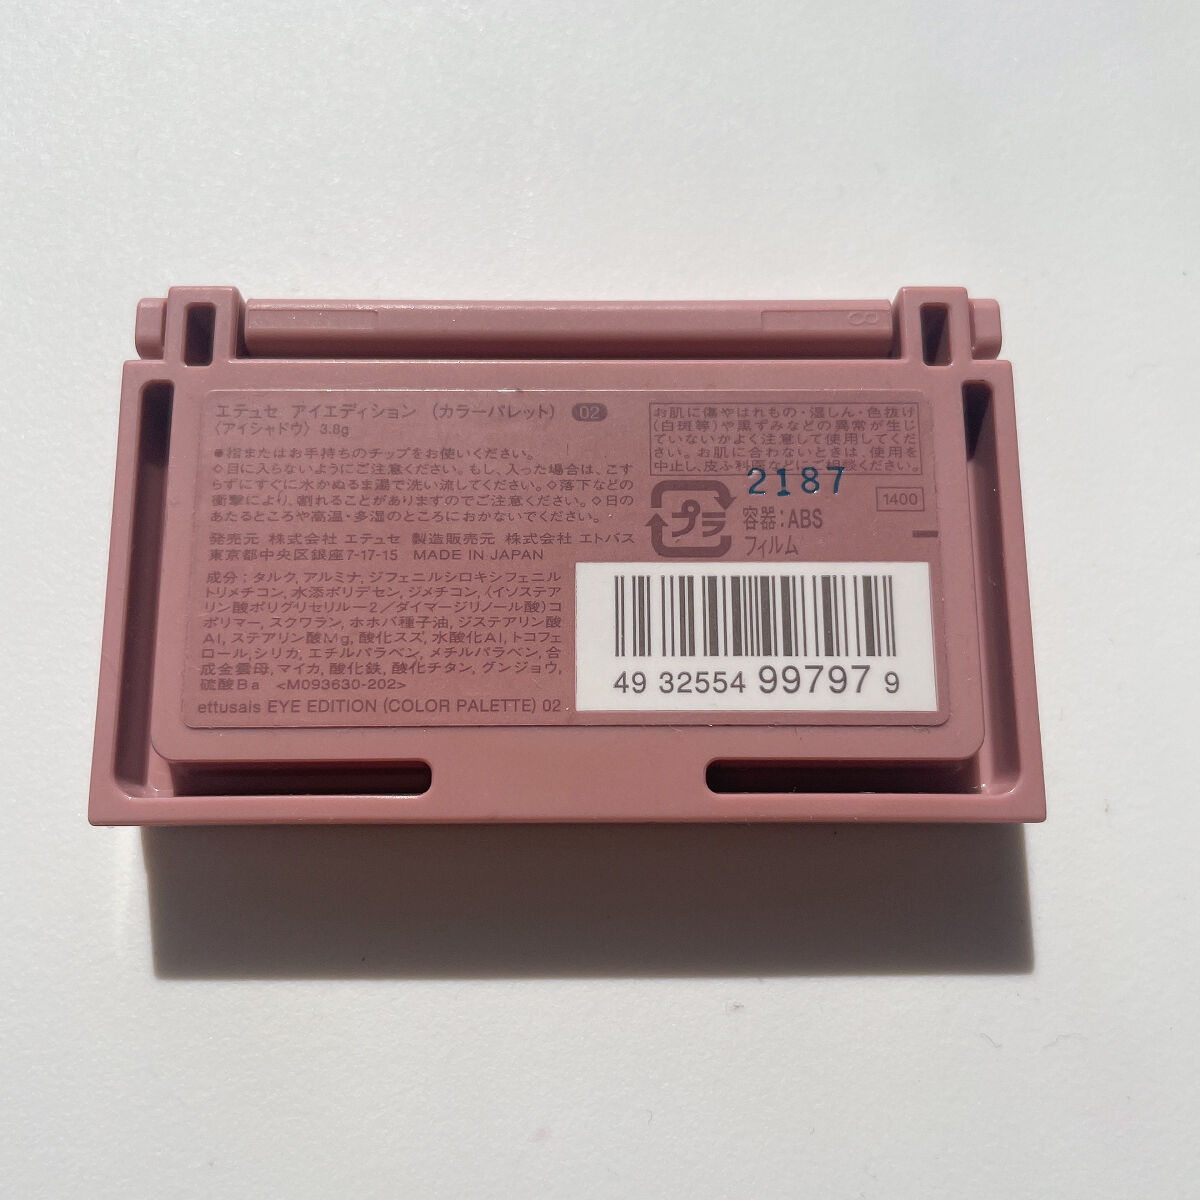 エテュセ アイエディション (カラーパレット) 02
〈アイシャドウ〉 3.8g
●指またはお手持ちのチップをお使いください。
◇目に入らないようにご注意ください。もし、入った場合は、こす
らずにすぐに水かぬるま湯で洗い流してください。◇落下などの
衝撃により、割れることがありますのでご注意ください。◇日の
あたるところや高温・多湿のところにおかないでください。
発売元 株式会社 エテュセ 製造販売元 株式会社 エトバス
東京都中央区銀座7-17-15 MADE IN JAPAN
成分：タルク，アルミナ，ジフェニルシロキシフェニル
トリメチコン，水添ポリデセン，ジメチコン，（イソステア
リン酸ポリグリセリル－2／ダイマージリノール酸）コ
ポリマー，スクワラン，ホホバ種子油，ジステアリン酸
Al，ステアリン酸Mg，酸化スズ，水酸化Al，トコフェ
ロール，シリカ，エチルパラベン，メチルパラベン，合
成金雲母，マイカ，酸化鉄，酸化チタン，グンジョウ，
硫酸Ba <M093630-202>
ettusais EYE EDITION (COLOR PALETTE) 02
お肌に傷やはれもの・湿しん・色抜け
(白斑等)や黒ずみなどの異常が生じ
ていないかよく注意して使用してくだ
さい。お肌に合わないときは、使用を
中止し、皮ふ科医などにご相談ください。
2187
プラ
容器：ABS
フィルム
1400
49 32554 99797 9
8